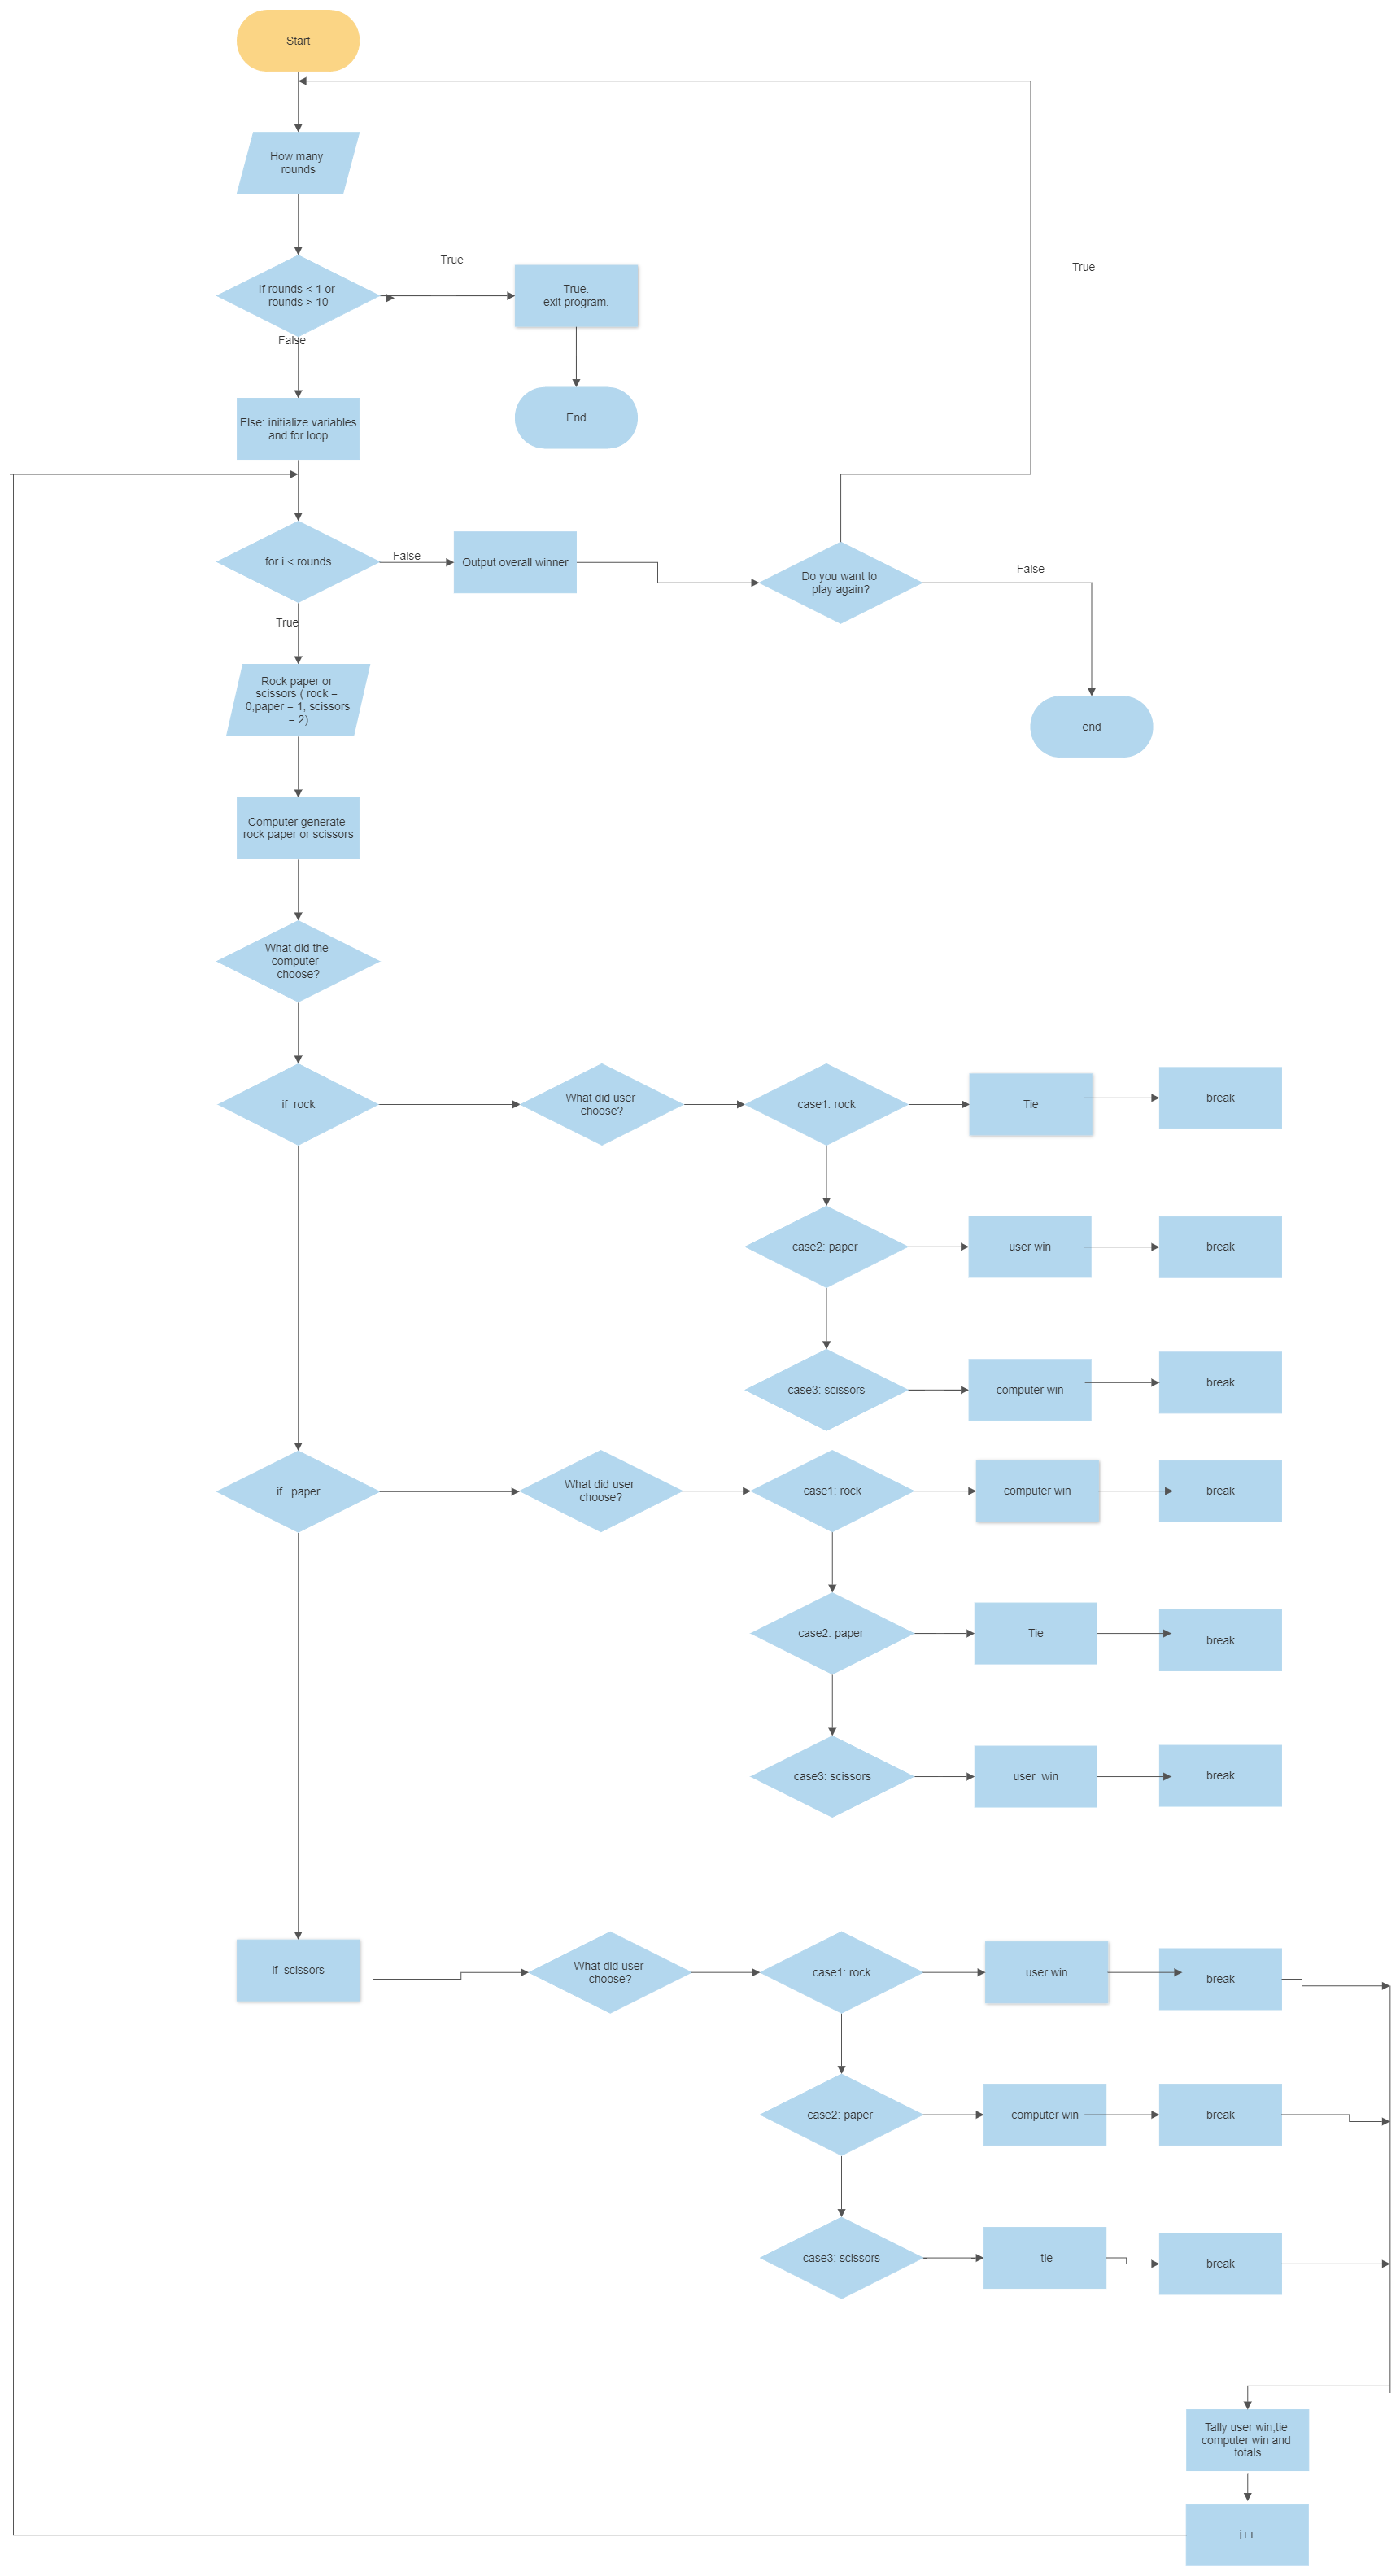 Start
How many
rounds
If rounds < 1 or
rounds > 10
True
True.
exit program.
True
False
End
Else: initialize variables
and for loop
for i < rounds
False
Output overall winner
Do you want to
play again?
False
True
Rock paper or
scissors ( rock =
0,paper = 1, scissors
= 2)
end
Computer generate
rock paper or scissors
What did the
computer
choose?
if rock
What did user
choose?
case1: rock
Tie
break
case2: paper
user win
break
case3: scissors
computer win
break
if paper
What did user
choose?
case1: rock
computer win
break
case2: paper
Tie
break
case3: scissors
user win
break
if scissors
What did user
choose?
case1: rock
user win
break
case2: paper
computer win
break
case3: scissors
tie
break
Tally user win,tie
computer win and
totals
i++